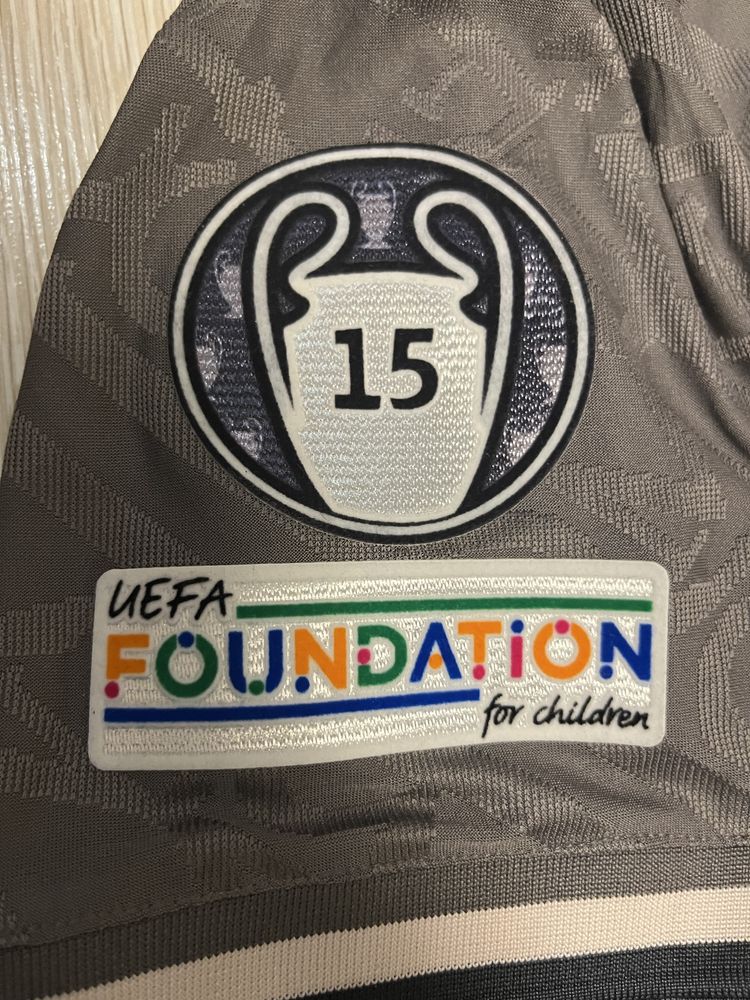 15
UEFA
FOUNDATION
for children